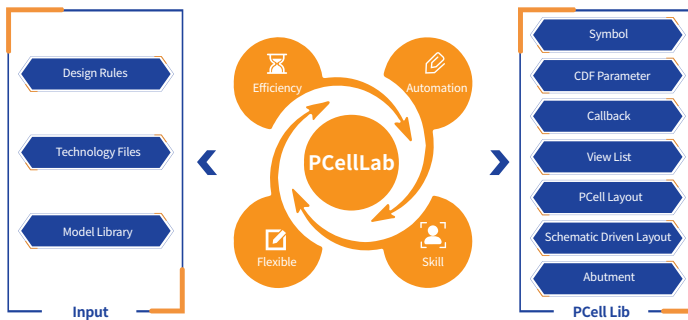 Design Rules
Technology Files
Model Library
Input
Efficiency
Automation
PCellLab
Flexible
Skill
Symbol
CDF Parameter
Callback
View List
PCell Layout
Schematic Driven Layout
Abutment
PCell Lib